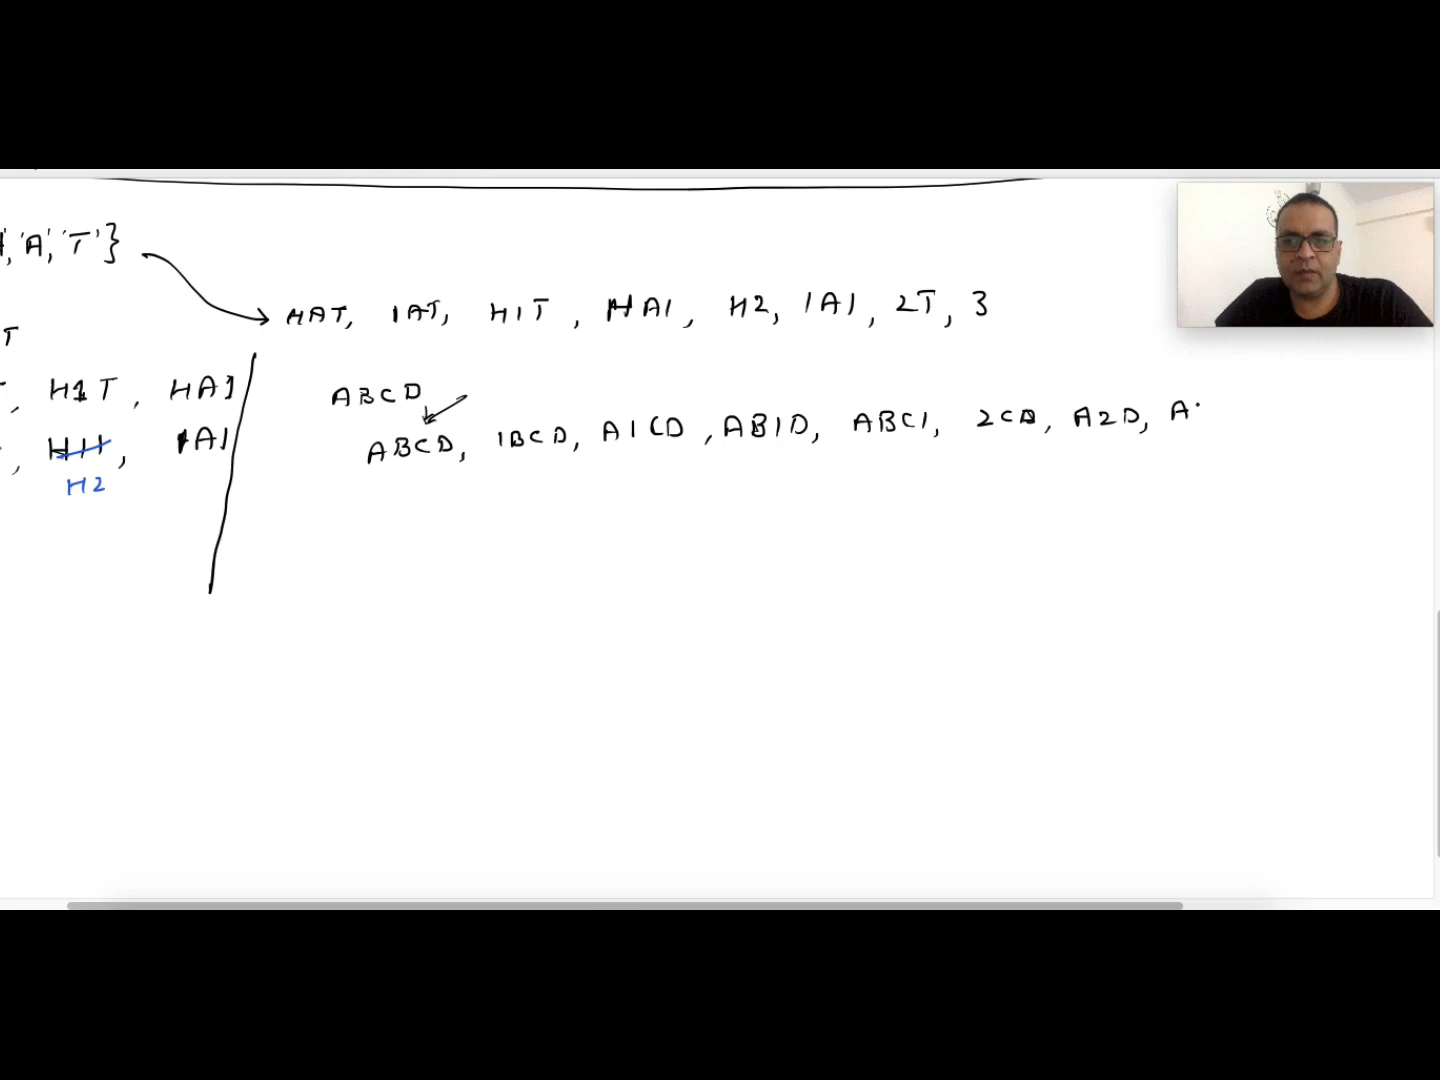 'A', 'T'}
HAT, 1AT, H1T, HA1, H2, 1A1, 2T, 3
T
H1T, HA1
ABCD
H11, 1A1
ABCD, 1BCD, A1CD, AB1D, ABC1, 2CD, A2D, A
H2